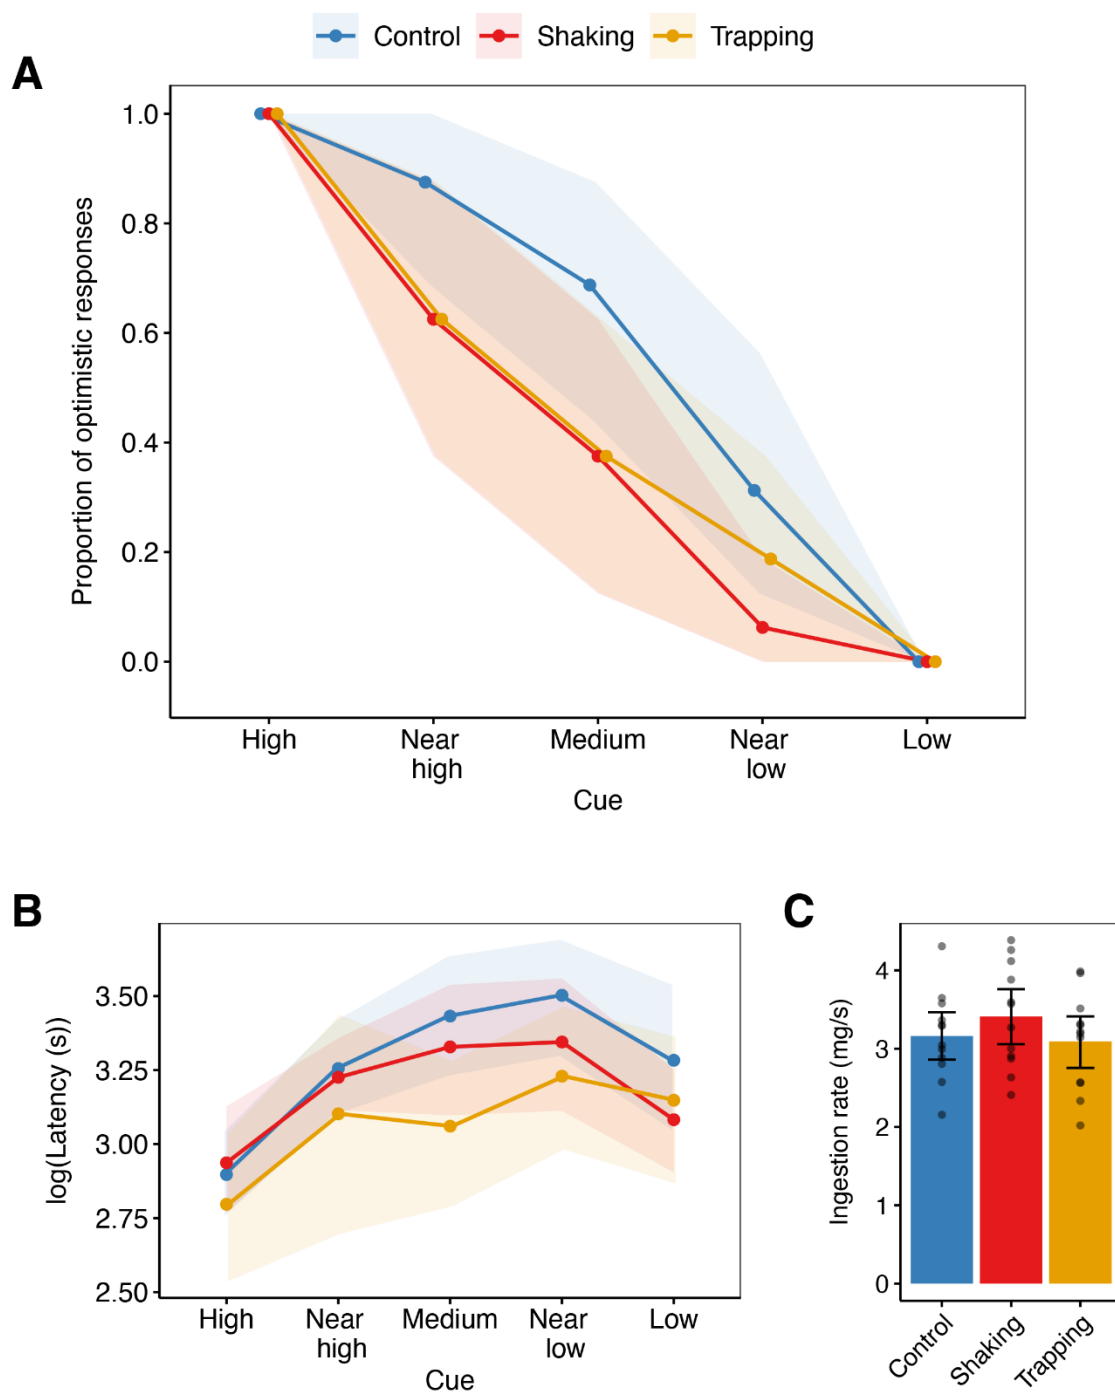 Control Shaking Trapping
A
Proportion of optimistic responses
1.0
0.8
0.6
0.4
0.2
0.0
High Near high Medium Near low Low
Cue
B
log(Latency (s))
3.50
3.25
3.00
2.75
2.50
High Near high Medium Near low Low
Cue
C
Ingestion rate (mg/s)
4
3
2
1
0
Control Shaking Trapping